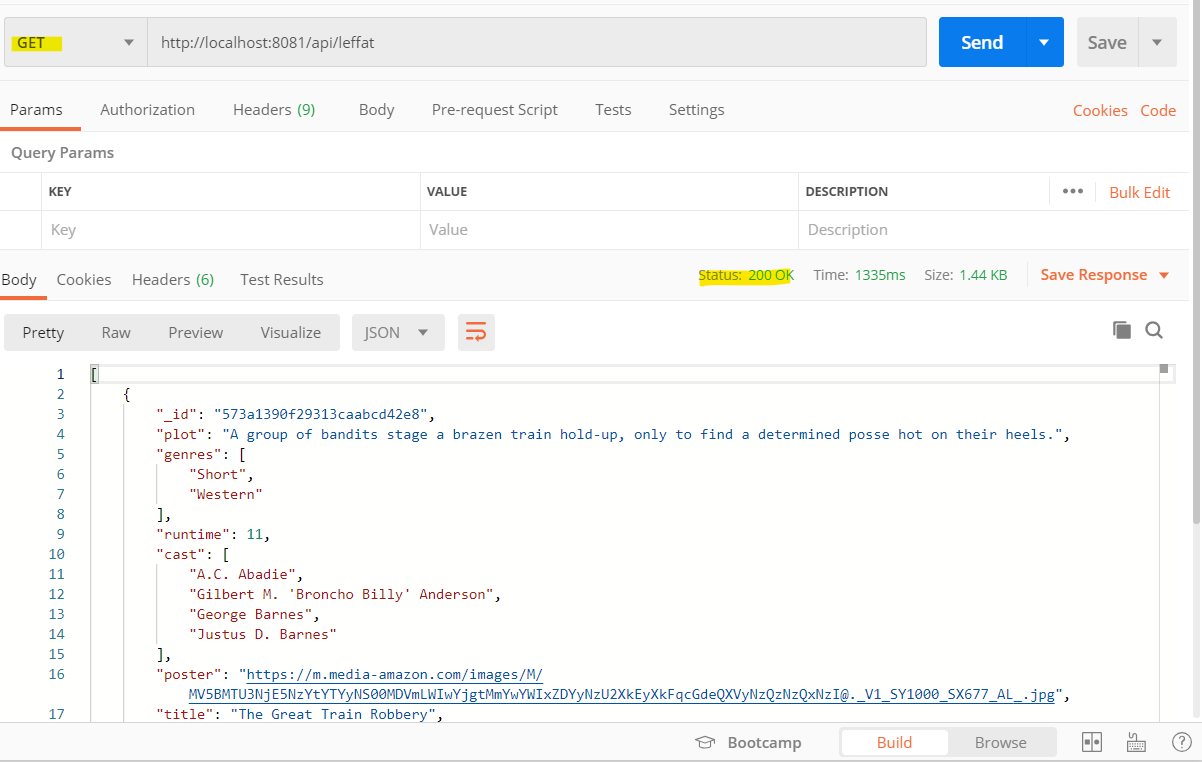 GET http://localhost:8081/api/leffat Send Save
Params Authorization Headers (9) Body Pre-request Script Tests Settings Cookies Code
Query Params
KEY VALUE DESCRIPTION ••• Bulk Edit
Key Value Description
Body Cookies Headers (6) Test Results Status: 200 OK Time: 1335ms Size: 1.44 KB Save Response
Pretty Raw Preview Visualize JSON
1 [
2 {
3 "_id": "573a1390f29313caabcd42e8",
4 "plot": "A group of bandits stage a brazen train hold-up, only to find a determined posse hot on their heels.",
5 "genres": [
6 "Short",
7 "Western"
8 ],
9 "runtime": 11,
10 "cast": [
11 "A.C. Abadie",
12 "Gilbert M. 'Broncho Billy' Anderson",
13 "George Barnes",
14 "Justus D. Barnes"
15 ],
16 "poster": "https://m.media-amazon.com/images/M/
MV5BMTU3NjE5NzYtYTYyNS00MDVmLWIwYjgtMmYwYWIxZDYyNzU2XkEyXkFqcGdeQXVyNzQzNzQxNzI@._V1_SY1000_SX677_AL_.jpg",
17 "title": "The Great Train Robbery",
Bootcamp Build Browse ?